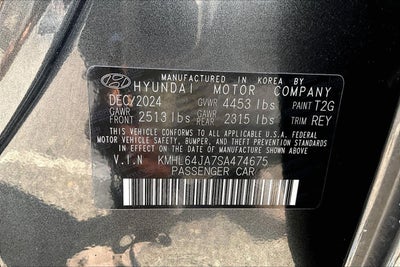 MANUFACTURED IN KOREA BY
HYUNDAI MOTOR COMPANY
DEC/2024 GVWR 4453 lbs PAINT T2G
GAWR FRONT 2513 lbs GAWR REAR 2315 lbs TRIM REY
THIS VEHICLE CONFORMS TO ALL APPLICABLE U.S.A. FEDERAL
MOTOR VEHICLE SAFETY, BUMPER, AND THEFT PREVENTION
STANDARDS IN EFFECT ON THE DATE OF MANUFACTURE SHOWN ABOVE.
V.I.N KMHL64JA7SA474675
PASSENGER CAR